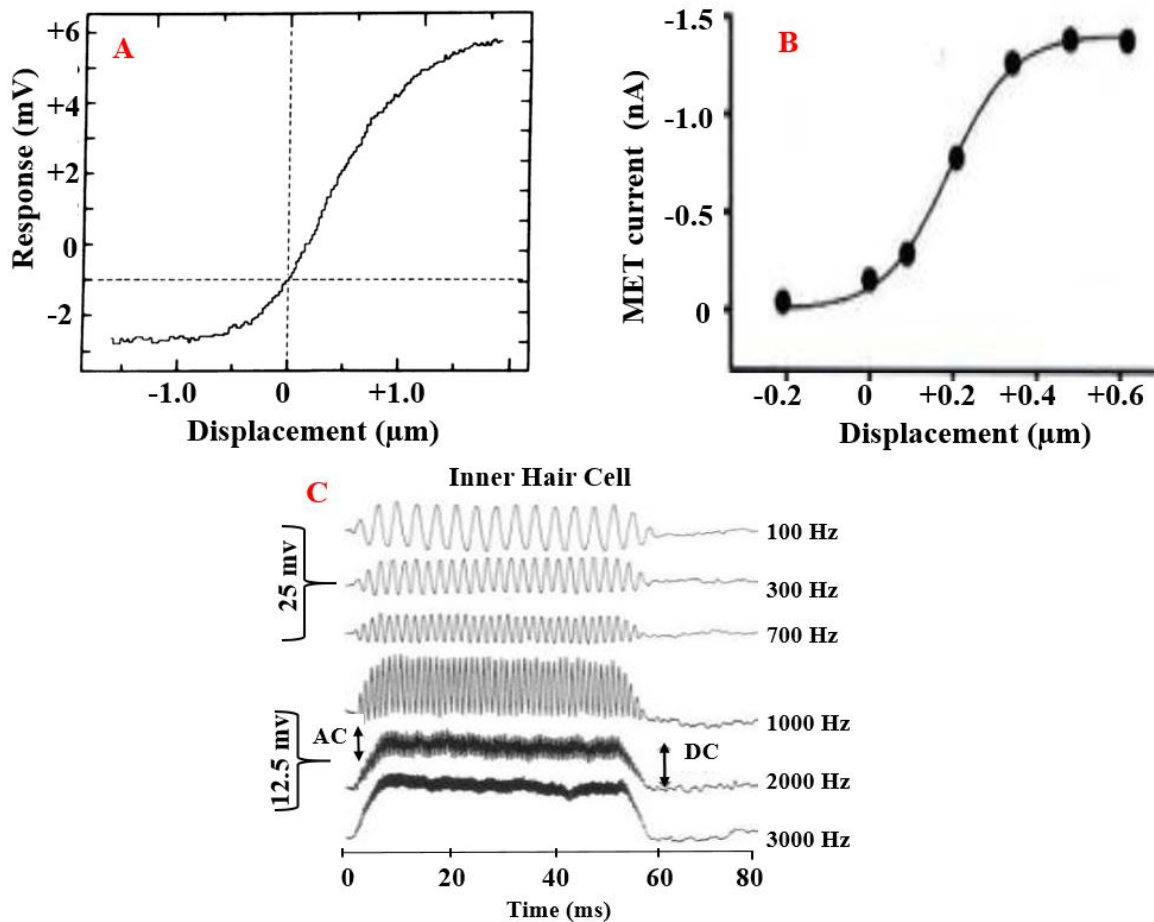 A
Response (mV)
+6
+4
+2
0
-2
-1.0 0 +1.0
Displacement (µm)
B
MET current (nA)
-1.5
-1.0
-0.5
0
-0.2 0 +0.2 +0.4 +0.6
Displacement (µm)
C
Inner Hair Cell
25 mv
12.5 mv
100 Hz
300 Hz
700 Hz
1000 Hz
AC
DC
2000 Hz
3000 Hz
0 20 40 60 80
Time (ms)